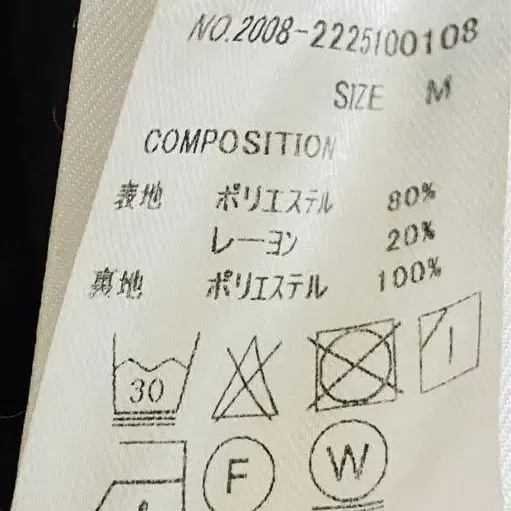 NO.2008-2225100108
SIZE M
COMPOSITION
表地 ポリエステル 80%
レーヨン 20%
裏地 ポリエステル 100%
30
F
W